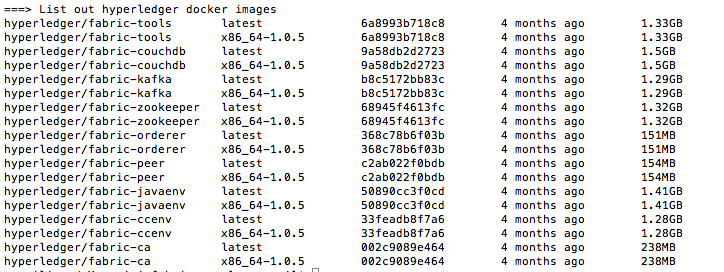 ===> List out hyperledger docker images
hyperledger/fabric-tools latest 6a8993b718c8 4 months ago 1.33GB
hyperledger/fabric-tools x86_64-1.0.5 6a8993b718c8 4 months ago 1.33GB
hyperledger/fabric-couchdb latest 9a58db2d2723 4 months ago 1.5GB
hyperledger/fabric-couchdb x86_64-1.0.5 9a58db2d2723 4 months ago 1.5GB
hyperledger/fabric-kafka latest b8c5172bb83c 4 months ago 1.29GB
hyperledger/fabric-kafka x86_64-1.0.5 b8c5172bb83c 4 months ago 1.29GB
hyperledger/fabric-zookeeper latest 68945f4613fc 4 months ago 1.32GB
hyperledger/fabric-zookeeper x86_64-1.0.5 68945f4613fc 4 months ago 1.32GB
hyperledger/fabric-orderer latest 368c78b6f03b 4 months ago 151MB
hyperledger/fabric-orderer x86_64-1.0.5 368c78b6f03b 4 months ago 151MB
hyperledger/fabric-peer latest c2ab022f0bdb 4 months ago 154MB
hyperledger/fabric-peer x86_64-1.0.5 c2ab022f0bdb 4 months ago 154MB
hyperledger/fabric-javaenv latest 50890cc3f0cd 4 months ago 1.41GB
hyperledger/fabric-javaenv x86_64-1.0.5 50890cc3f0cd 4 months ago 1.41GB
hyperledger/fabric-ccenv latest 33feadb8f7a6 4 months ago 1.28GB
hyperledger/fabric-ccenv x86_64-1.0.5 33feadb8f7a6 4 months ago 1.28GB
hyperledger/fabric-ca latest 002c9089e464 4 months ago 238MB
hyperledger/fabric-ca x86_64-1.0.5 002c9089e464 4 months ago 238MB